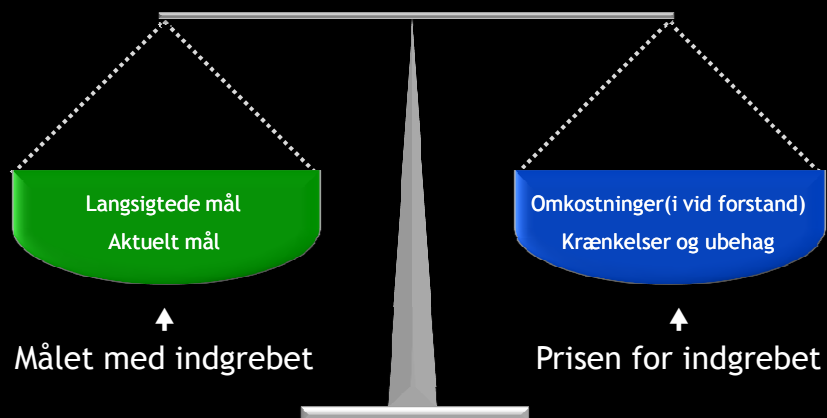 Langsigtede mål
Aktuelt mål
Målet med indgrebet
Omkostninger(i vid forstand)
Krænkelser og ubehag
Prisen for indgrebet